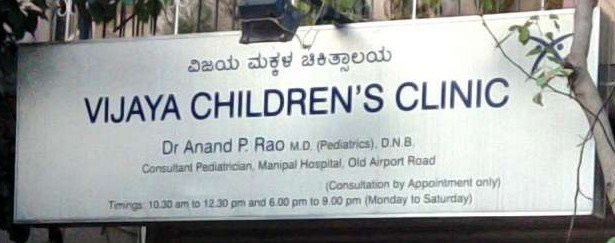 ವಿಜಯ ಮಕ್ಕಳ ಚಿಕಿತ್ಸಾಲಯ
VIJAYA CHILDREN'S CLINIC
Dr Anand P. Rao M.D. (Pediatrics), D.N.B.
Consultant Pediatrician, Manipal Hospital, Old Airport Road
(Consultation by Appointment only)
Timings: 10.30 am to 12.30 pm and 6.00 pm to 9.00 pm (Monday to Saturday)